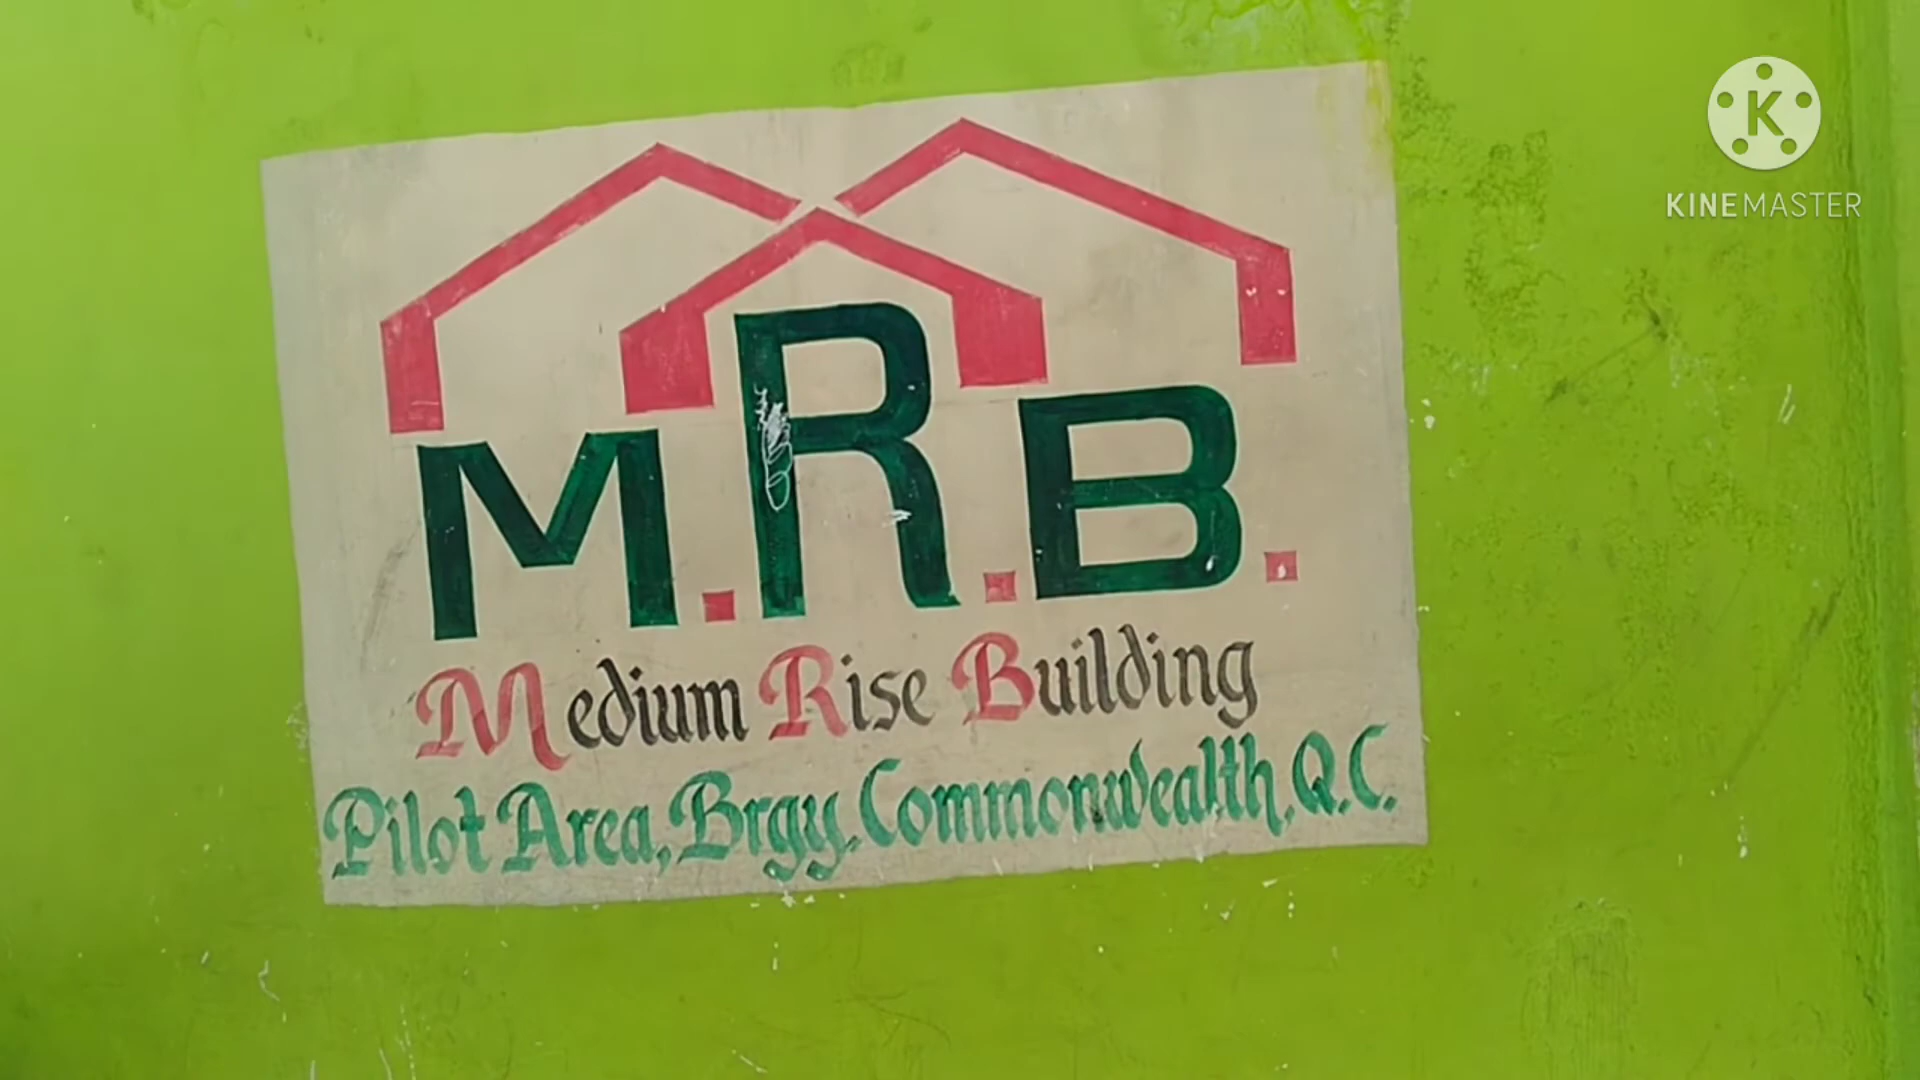 K
KINEMASTER
M.R.B.
Medium Rise Building
Pilot Area, Brgy. Commonwealth, Q.C.